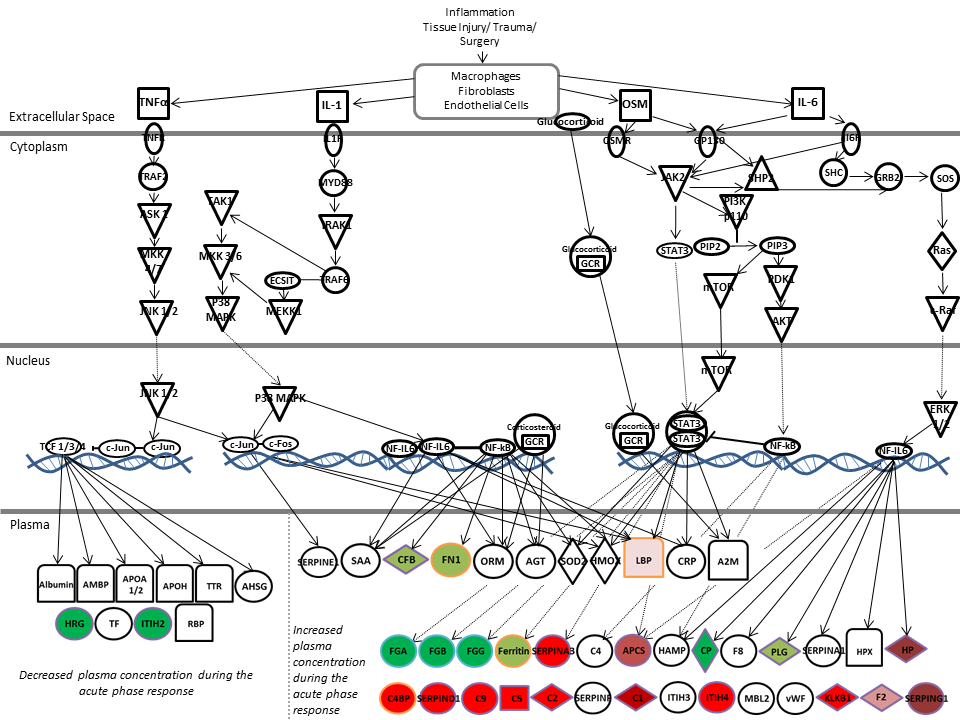 Inflammation
Tissue Injury/ Trauma/
Surgery
Macrophages
Fibroblasts
Endothelial Cells
TNFα
IL-1
OSM
IL-6
Extracellular Space
Glucocorticoid
Cytoplasm
TNFR
IL1R
OSMR
GP130
IL6R
TRAF2
MYD88
JAK2
SHP2
SHC
GRB2
SOS
ASK 1
TAK1
IRAK1
PI3K
p110
MKK
4/7
MKK 3/6
Glucocorticoid
GCR
STAT3
PIP2
PIP3
Ras
ECSIT
TRAF6
mTOR
PDK1
JNK 1/2
P38
MAPK
MEKK1
AKT
c-Raf
Nucleus
JNK 1/2
P38 MAPK
mTOR
ERK
1/2
TCF 1/3/4
c-Jun
c-Jun
c-Jun
c-Fos
NF-IL6
NF-IL6
NF-kB
Corticosteroid
GCR
Glucocorticoid
GCR
STAT3
STAT3
NF-kB
NF-IL6
Plasma
Albumin
AMBP
APOA
1/2
APOH
TTR
AHSG
SERPINE1
SAA
CFB
FN1
ORM
AGT
SOD2
HMOX
LBP
CRP
A2M
HRG
TF
ITIH2
RBP
Increased
plasma
concentration
during the
acute phase
response
FGA
FGB
FGG
Ferritin
SERPINA3
C4
APCS
HAMP
CP
F8
PLG
SERPINA1
HPX
HP
Decreased plasma concentration during the
acute phase response
C4BP
SERPIND1
C9
C5
C2
SERPINF
C1
ITIH3
ITIH4
MBL2
vWF
KLKB1
F2
SERPING1